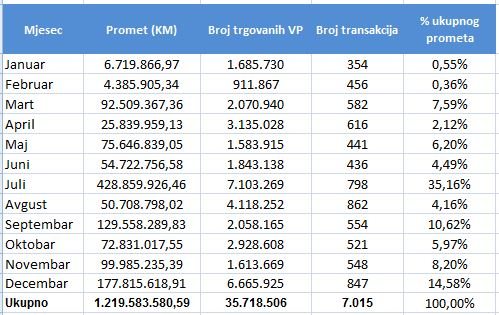 Mjesec Promet (KM) Broj trgovanih VP Broj transakcija % ukupnog prometa
Januar 6.719.866,97 1.685.730 354 0,55%
Februar 4.385.905,34 911.867 456 0,36%
Mart 92.509.367,36 2.070.940 582 7,59%
April 25.839.959,13 3.135.028 616 2,12%
Maj 75.646.839,05 1.583.915 441 6,20%
Juni 54.722.756,58 1.843.138 436 4,49%
Juli 428.859.926,46 7.103.269 798 35,16%
Avgust 50.708.798,02 4.118.252 862 4,16%
Septembar 129.558.289,83 2.058.165 554 10,62%
Oktobar 72.831.017,55 2.928.608 521 5,97%
Novembar 99.985.239,39 1.613.669 548 8,20%
Decembar 177.815.618,91 6.665.925 847 14,58%
Ukupno 1.219.583.580,59 35.718.506 7.015 100,00%